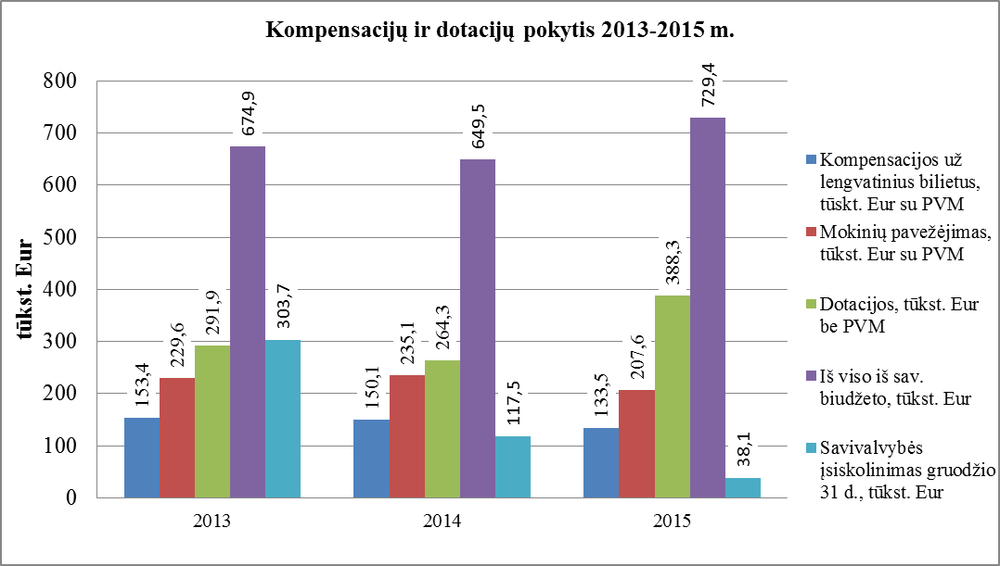 Kompensacijų ir dotacijų pokytis 2013-2015 m.
tūkst. Eur
800
700
600
500
400
300
200
100
0
153,4
229,6
291,9
674,9
303,7
150,1
235,1
264,3
649,5
117,5
133,5
207,6
388,3
729,4
38,1
2013
2014
2015
Kompensacijos už
lengvatinius bilietus,
tūskt. Eur su PVM
Mokinių pavežėjimas,
tūkst. Eur su PVM
Dotacijos, tūkst. Eur
be PVM
Iš viso iš sav.
biudžeto, tūkst. Eur
Savivalvybės
įsiskolinimas gruodžio
31 d., tūkst. Eur